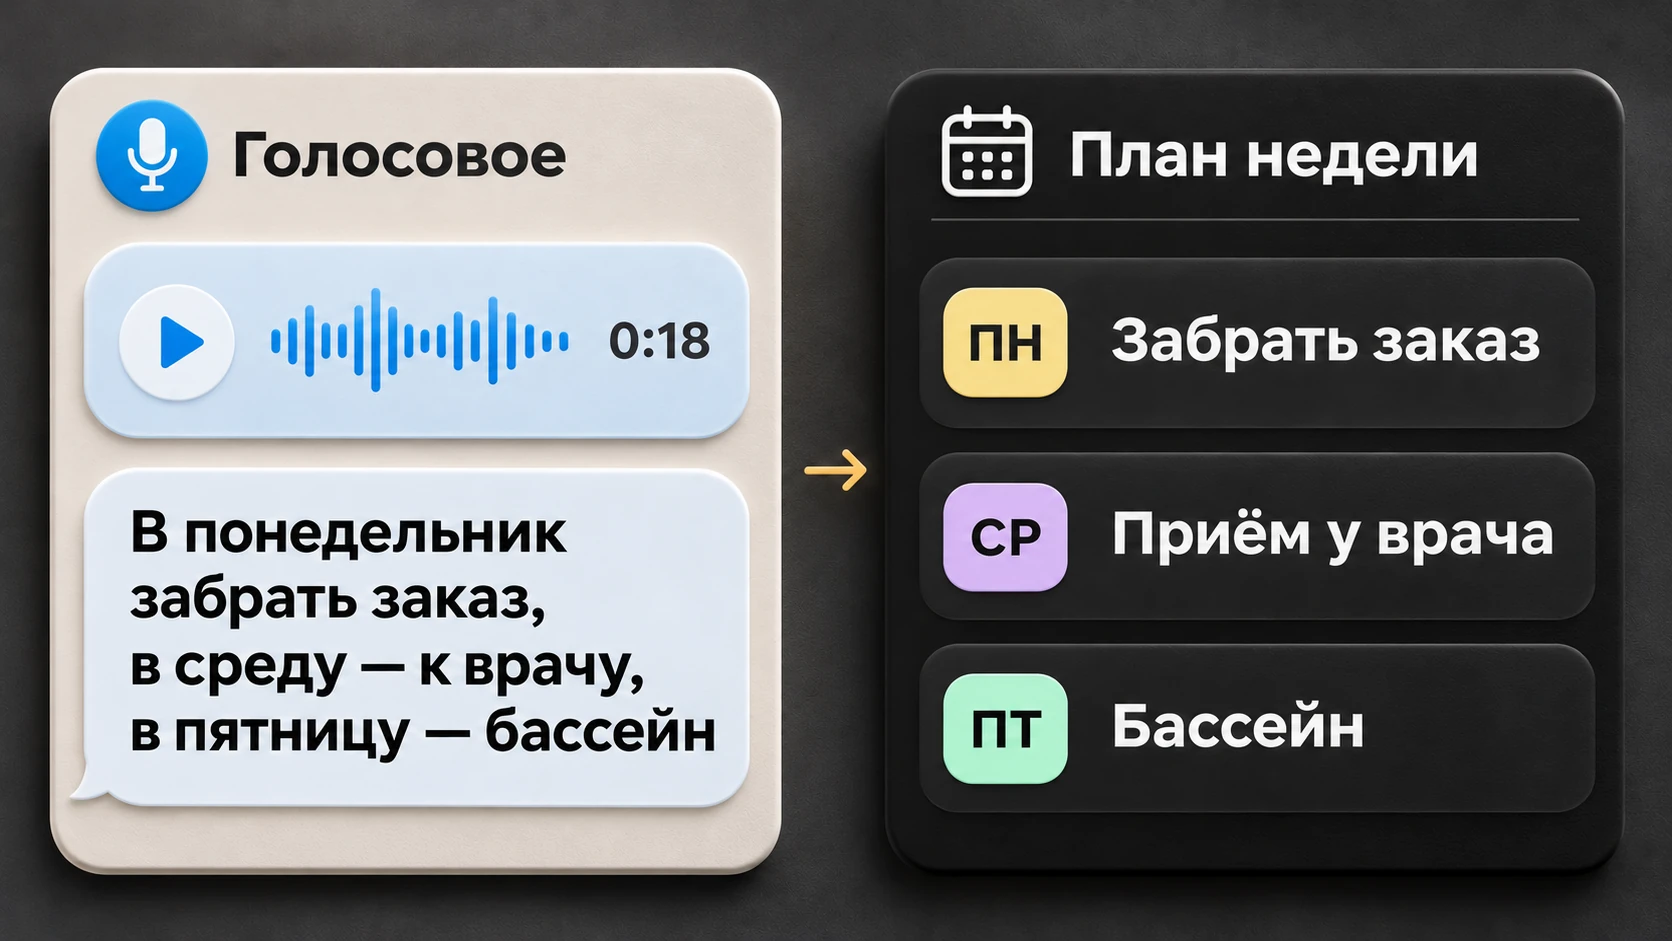 Голосовое
0:18
В понедельник
забрать заказ,
в среду — к врачу,
в пятницу — бассейн
План недели
ПН Забрать заказ
СР Приём у врача
ПТ Бассейн